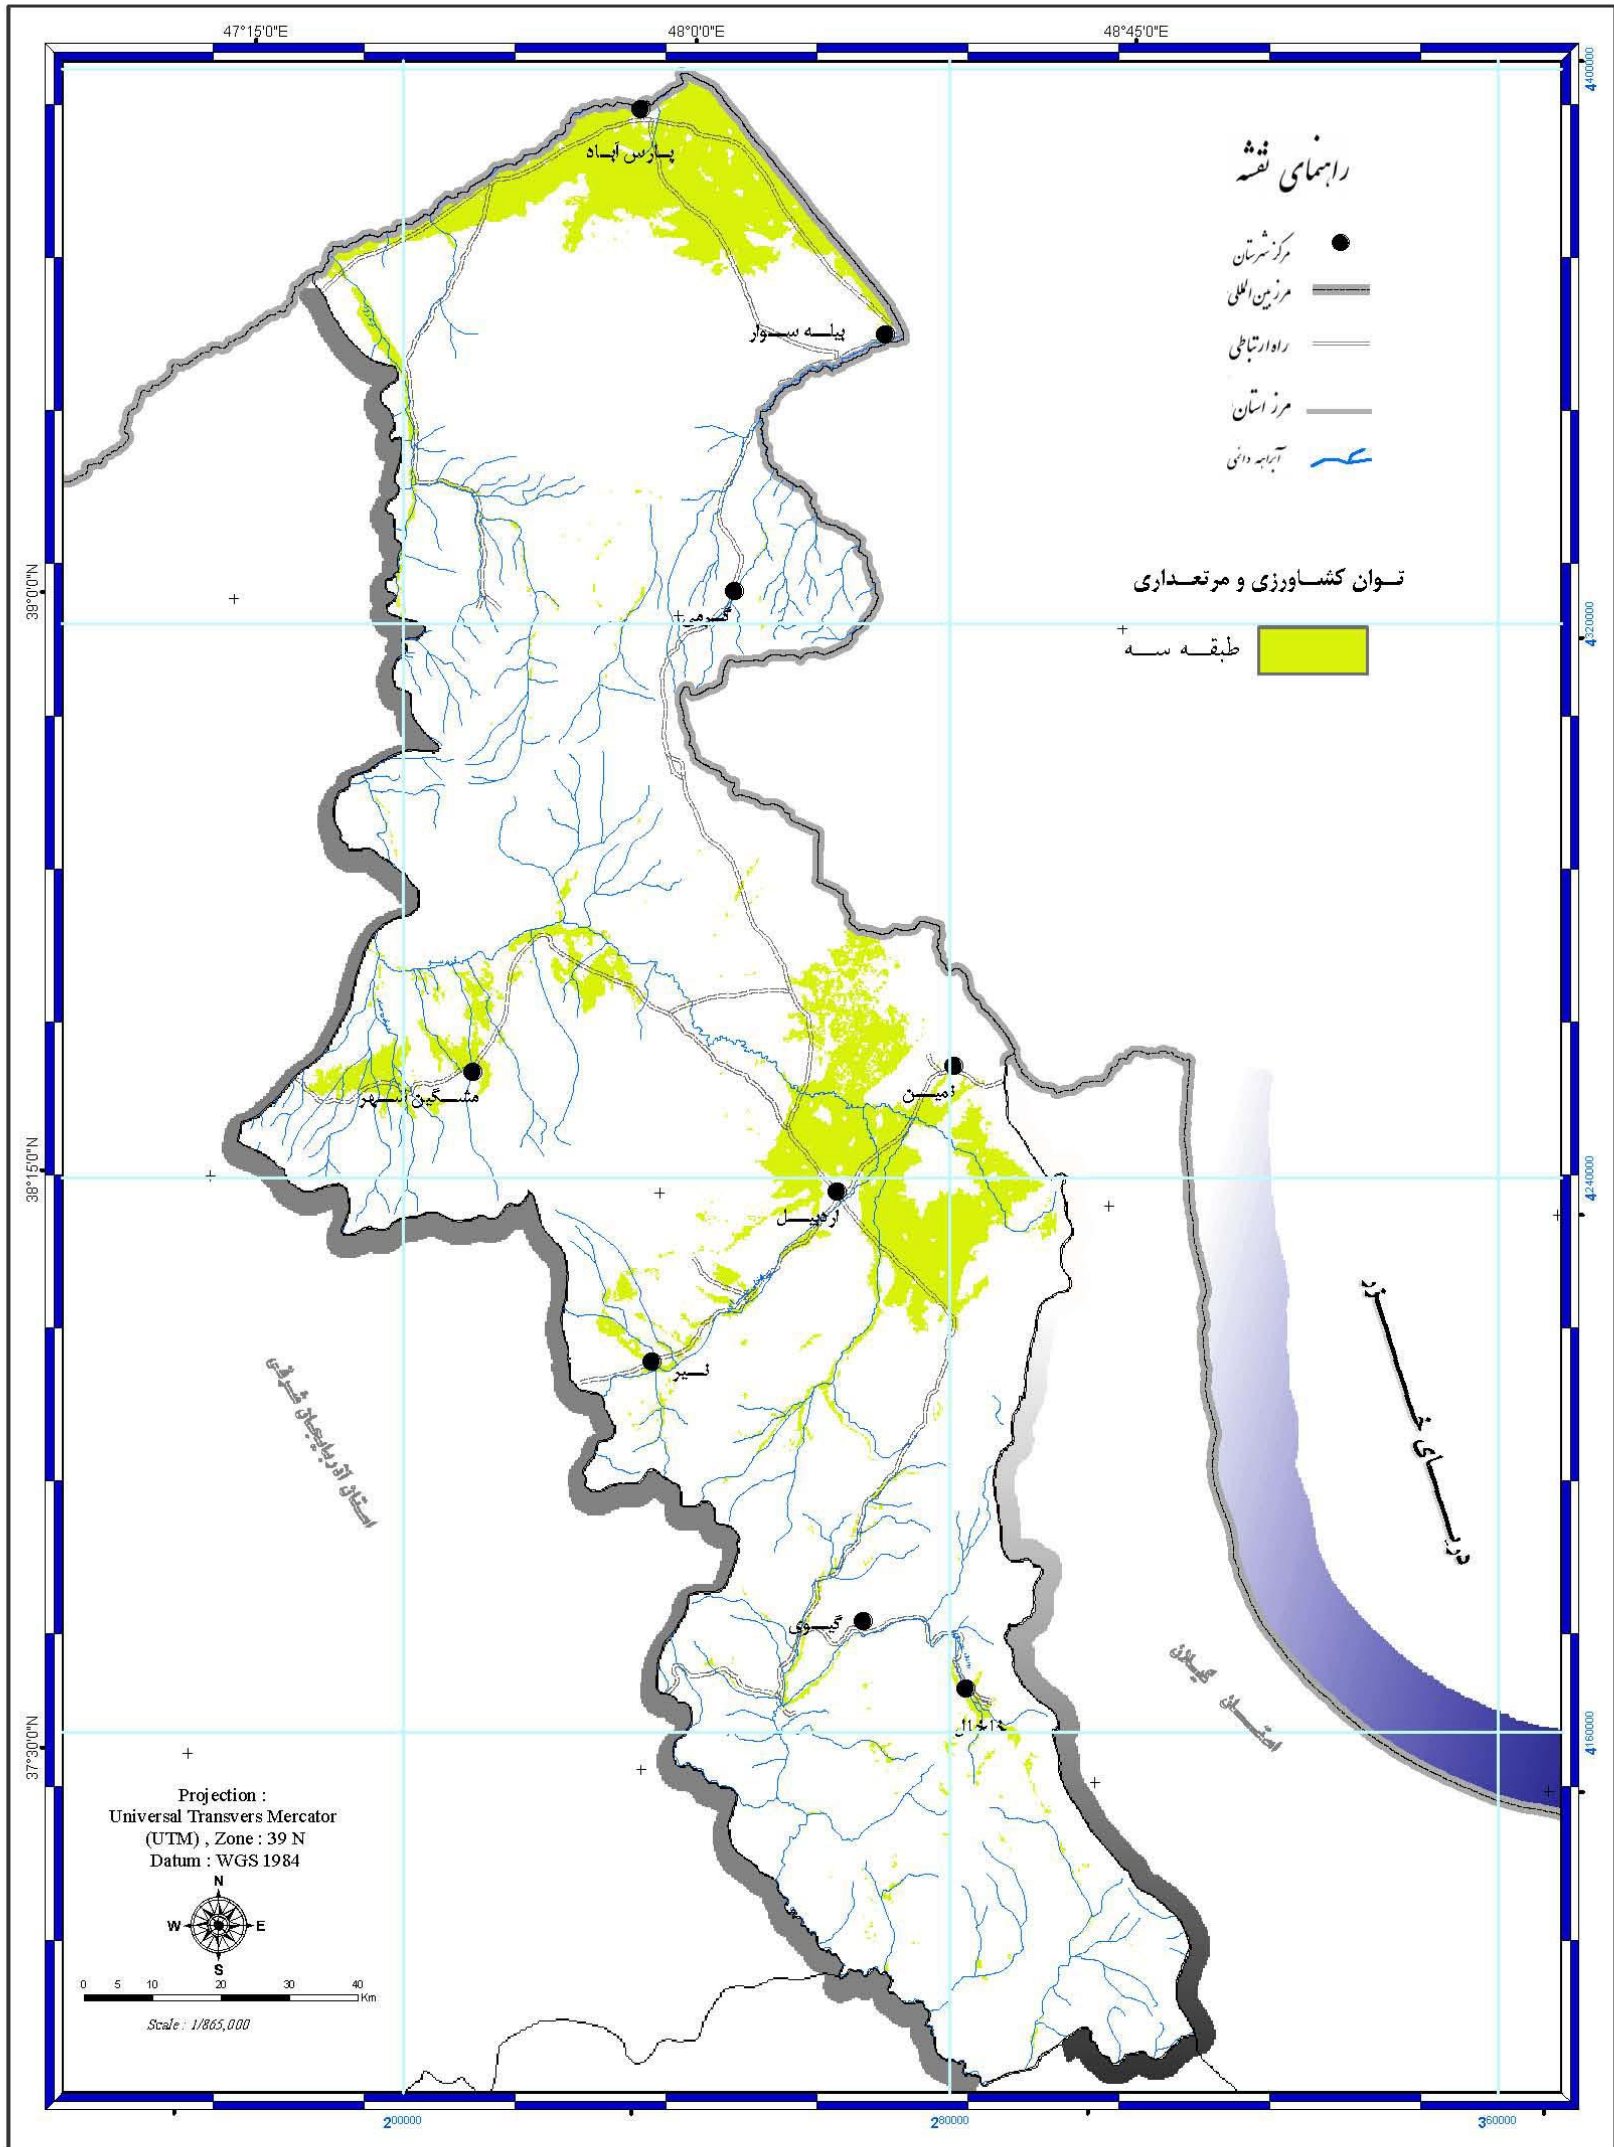 47°15'0"E
48°0'0"E
48°45'0"E
4400000
راهنمای نقشه
مرکز شهرستان
مرز بین المللی
راه ارتباطی
مرز استان
آبراهه دائمی
توان کشاورزی و مرتعداری
طبقه سه
پارس آباد
بیله سوار
گرمی
39°0'0"N
4320000
مشگین شهر
نمین
اردبیل
نیر
38°15'0"N
4240000
استان آذربایجان شرقی
دریای خزر
گیوی
خلخال
استان گیلان
37°30'0"N
4160000
Projection :
Universal Transvers Mercator
(UTM) , Zone : 39 N
Datum : WGS 1984
N
W E
S
0 5 10 20 30 40
Km
Scale : 1/865,000
200000
280000
360000